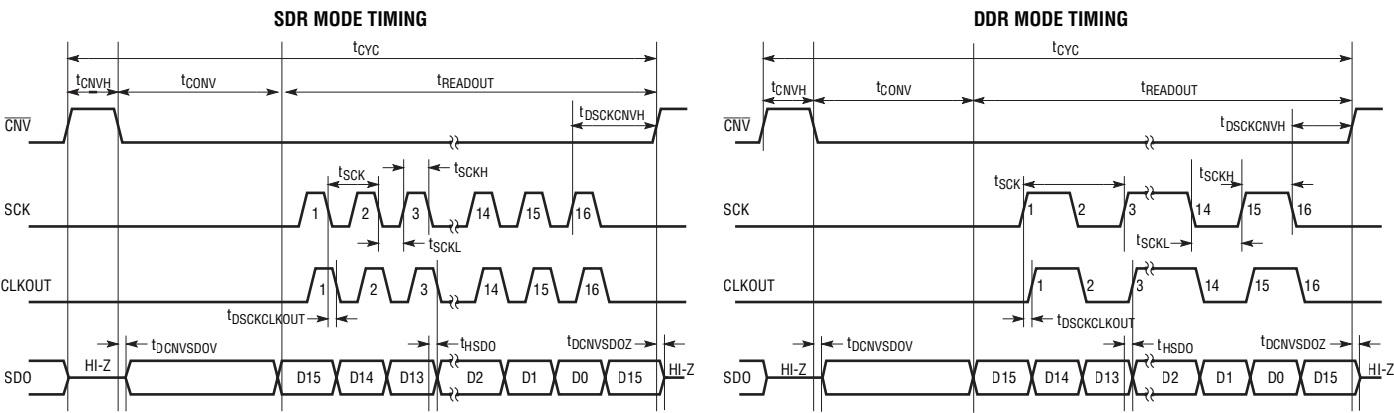 SDR MODE TIMING
tCYC
tCNVH
tCONV
tREADOUT
tDSCKCNVH
CNV
tSCK
tSCKH
SCK
1 2 3 14 15 16
tSCKL
CLKOUT
1 2 3 14 15 16
tDSCKCLKOUT
tDCNVSDOV
tHSDO
tDCNVSDOZ
SDO
HI-Z
D15 D14 D13 D2 D1 D0 D15
HI-Z
DDR MODE TIMING
tCYC
tCNVH
tCONV
tREADOUT
tDSCKCNVH
CNV
tSCK
tSCKH
SCK
1 2 3 14 15 16
tSCKL
CLKOUT
1 2 3 14 15 16
tDSCKCLKOUT
tDCNVSDOV
tHSDO
tDCNVSDOZ
SDO
HI-Z
D15 D14 D13 D2 D1 D0 D15
HI-Z